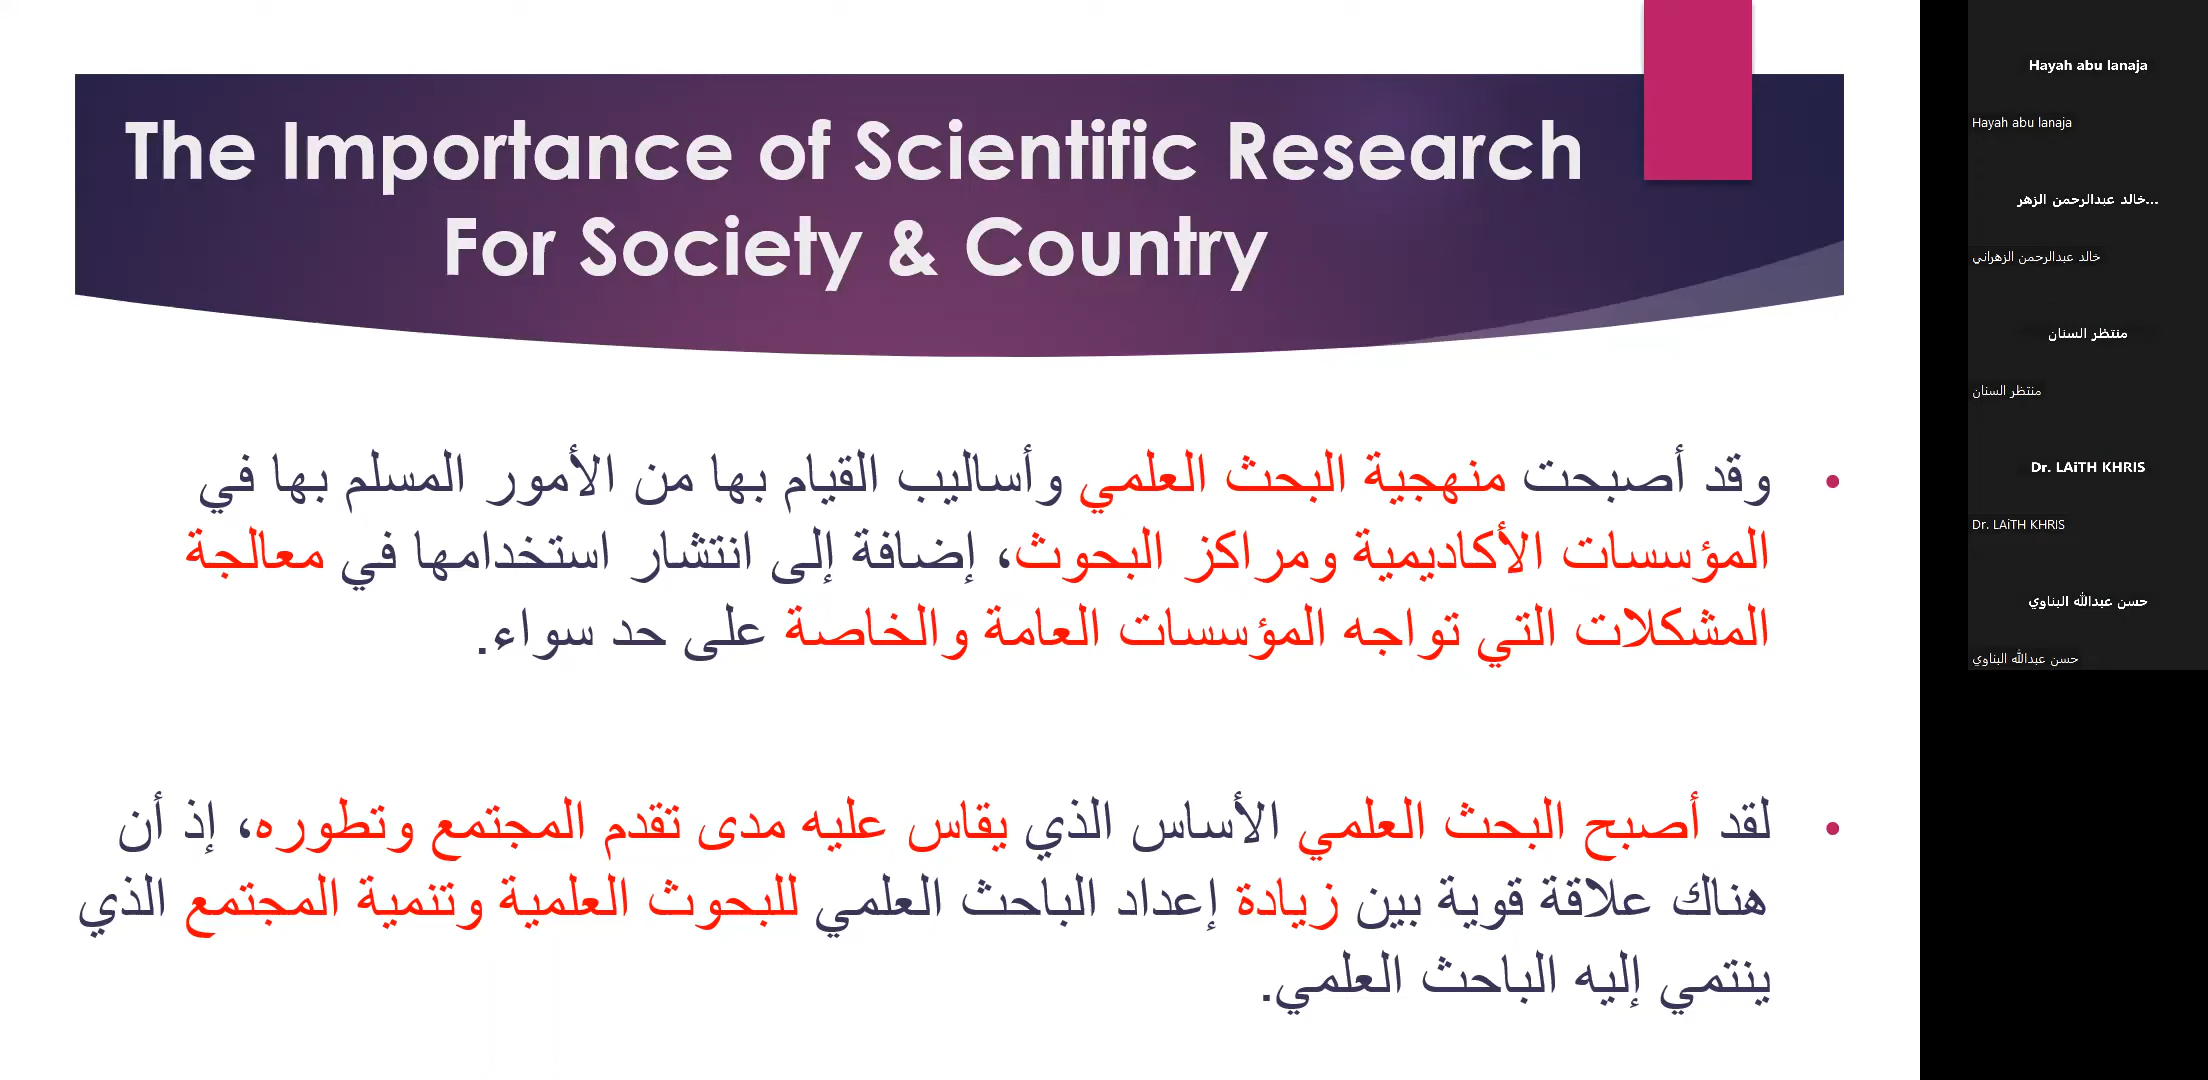 The Importance of Scientific Research
For Society & Country
• وقد أصبحت منهجية البحث العلمي وأساليب القيام بها من الأمور المسلم بها في
المؤسسات الأكاديمية ومراكز البحوث، إضافة إلى انتشار استخدامها في معالجة
المشكلات التي تواجه المؤسسات العامة والخاصة على حد سواء.
• لقد أصبح البحث العلمي الأساس الذي يقاس عليه مدى تقدم المجتمع وتطوره، إذ أن
هناك علاقة قوية بين زيادة إعداد الباحث العلمي للبحوث العلمية وتنمية المجتمع الذي
ينتمي إليه الباحث العلمي.
Hayah abu lanaja
Hayah abu lanaja
خالد عبدالرحمن الزهر...
خالد عبدالرحمن الزهراني
منتظر السنان
منتظر السنان
Dr. LAiTH KHRIS
Dr. LAiTH KHRIS
حسن عبدالله البناوي
حسن عبدالله البناوي